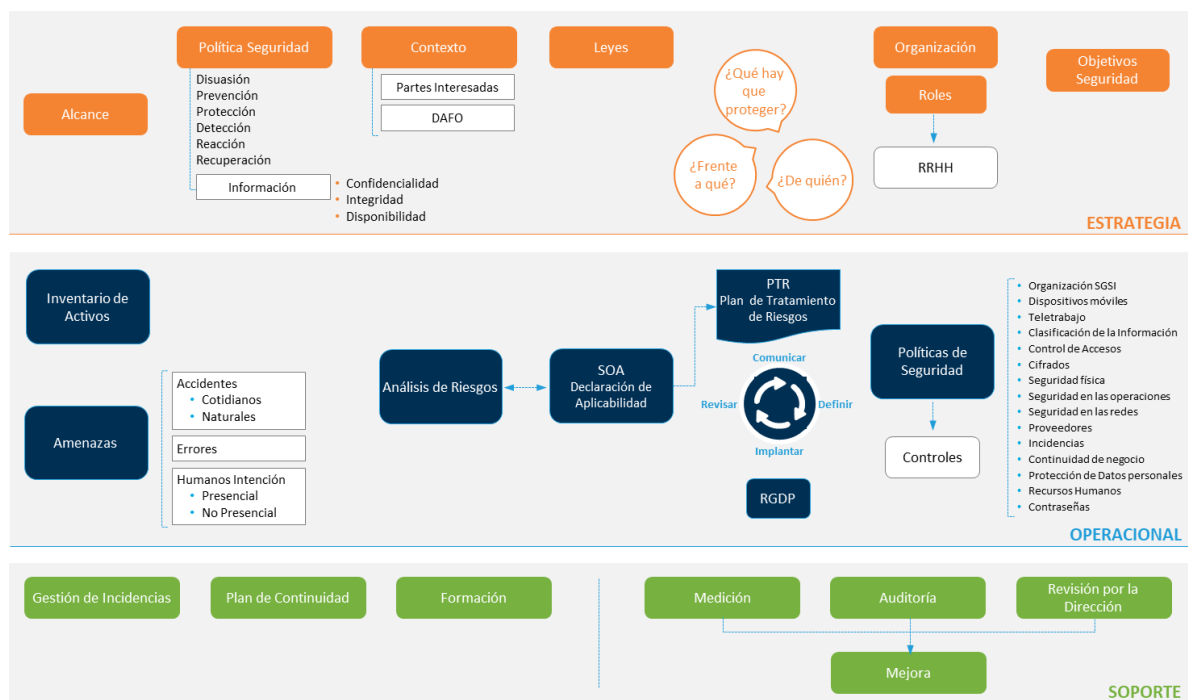 Alcance
Política Seguridad
Disuasión
Prevención
Protección
Detección
Reacción
Recuperación
Información
• Confidencialidad
• Integridad
• Disponibilidad
Contexto
Partes Interesadas
DAFO
Leyes
¿Qué hay
que
proteger?
¿Frente
a qué?
¿De quién?
Organización
Roles
RRHH
Objetivos
Seguridad
ESTRATEGIA
Inventario de
Activos
Amenazas
Accidentes
• Cotidianos
• Naturales
Errores
Humanos Intención
• Presencial
• No Presencial
Análisis de Riesgos
SOA
Declaración de
Aplicabilidad
PTR
Plan de Tratamiento
de Riesgos
Comunicar
Revisar
Definir
Implantar
RGDP
Políticas de
Seguridad
Controles
• Organización SGSI
• Dispositivos móviles
• Teletrabajo
• Clasificación de la Información
• Control de Accesos
• Cifrados
• Seguridad física
• Seguridad en las operaciones
• Seguridad en las redes
• Proveedores
• Incidencias
• Continuidad de negocio
• Protección de Datos personales
• Recursos Humanos
• Contraseñas
OPERACIONAL
Gestión de Incidencias
Plan de Continuidad
Formación
Medición
Auditoría
Revisión por la
Dirección
Mejora
SOPORTE